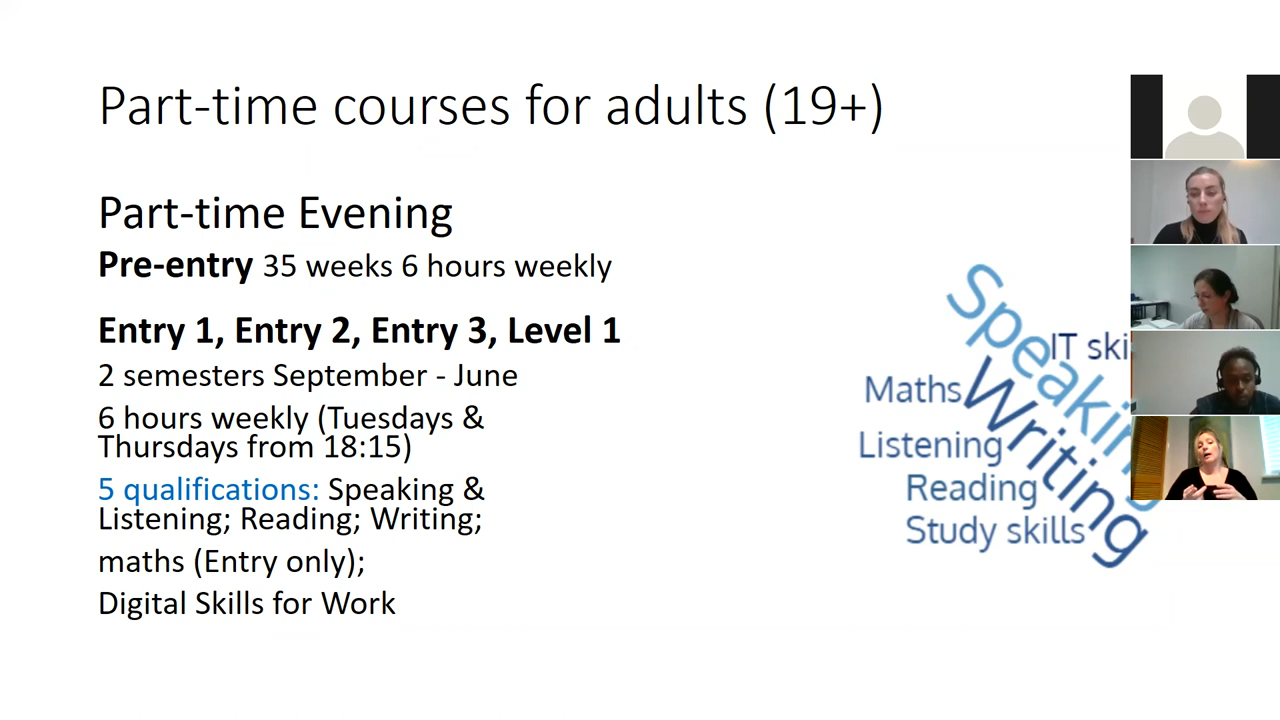 Part-time courses for adults (19+)
Part-time Evening
Pre-entry 35 weeks 6 hours weekly
Entry 1, Entry 2, Entry 3, Level 1
2 semesters September - June
6 hours weekly (Tuesdays &
Thursdays from 18:15)
5 qualifications: Speaking &
Listening; Reading; Writing;
maths (Entry only);
Digital Skills for Work
Speakin
IT ski
Maths
Writing
Listening
Reading
Study skills